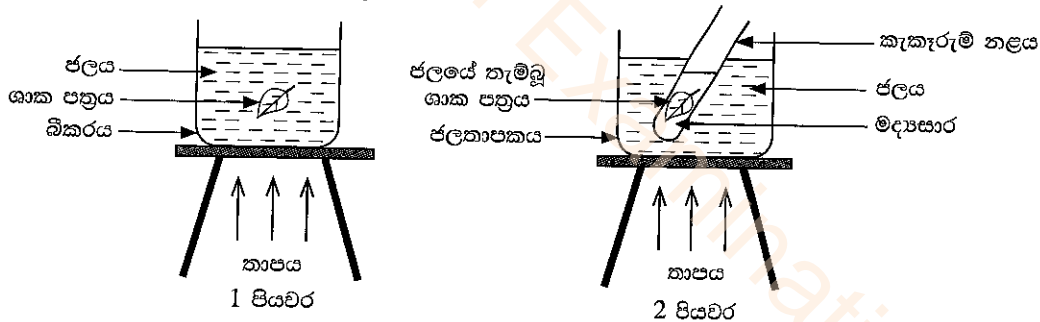 ජලය
ශාක පත්‍රය
බීකරය
තාපය
1 පියවර
කැකෑරුම් නළය
ජලයේ තැම්බූ
ශාක පත්‍රය
ජලතාපකය
ජලය
මද්‍යසාර
තාපය
2 පියවර